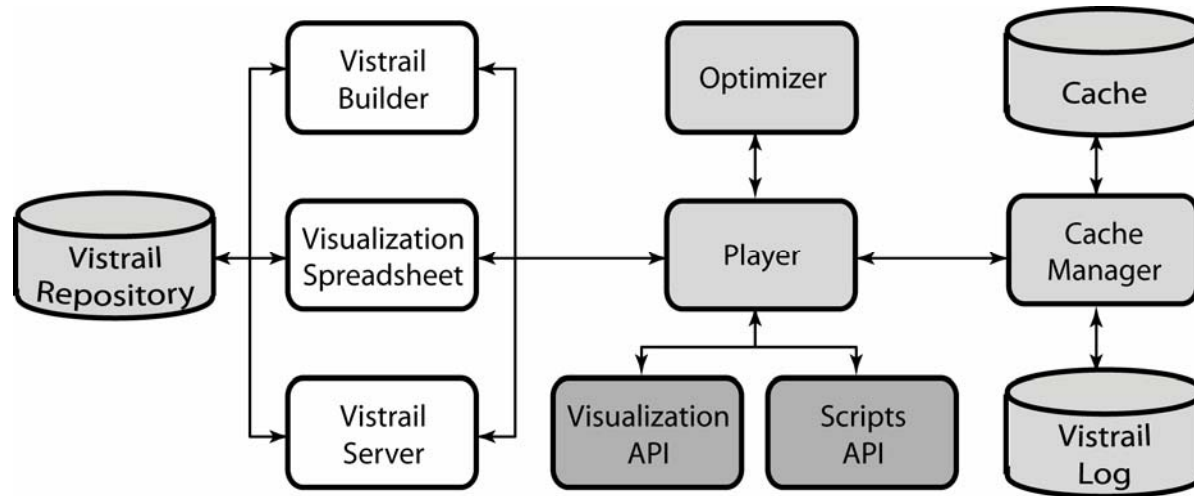 Vistrail
Builder
Optimizer
Cache
Vistrail
Repository
Visualization
Spreadsheet
Player
Cache
Manager
Vistrail
Server
Visualization
API
Scripts
API
Vistrail
Log